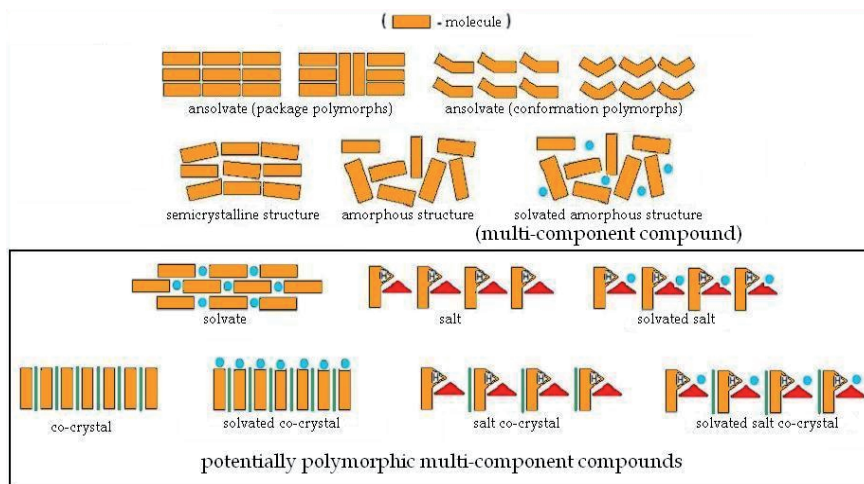 ( - molecule )
ansolvate (package polymorphs) ansolvate (conformation polymorphs)
semicrystalline structure amorphous structure solvated amorphous structure
(multi-component compound)
solvate salt solvated salt
H H H H H H H H
co-crystal solvated co-crystal salt co-crystal solvated salt co-crystal
H H H H H H H H
potentially polymorphic multi-component compounds